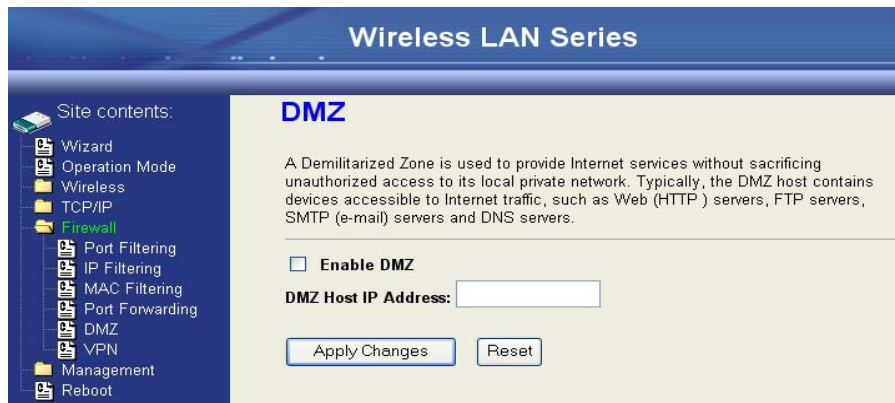 Wireless LAN Series
Site contents:
Wizard
Operation Mode
Wireless
TCP/IP
Firewall
Port Filtering
IP Filtering
MAC Filtering
Port Forwarding
DMZ
VPN
Management
Reboot
DMZ
A Demilitarized Zone is used to provide Internet services without sacrificing
unauthorized access to its local private network. Typically, the DMZ host contains
devices accessible to Internet traffic, such as Web (HTTP ) servers, FTP servers,
SMTP (e-mail) servers and DNS servers.
Enable DMZ
DMZ Host IP Address:
Apply Changes Reset